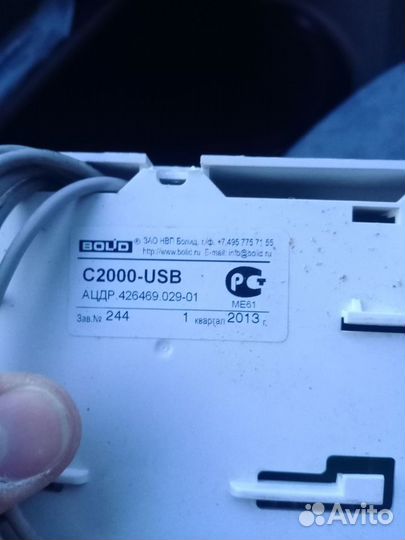 BOLID ® ЗАО НВП Болид, т/ф. +7 495 775 71 55
http://www.bolid.ru E-mail: info@bolid.ru
С2000-USB
АЦДР.426469.029-01
РСТ
МЕ61
Зав.№ 244 1 квартал 2013 г.
Avito